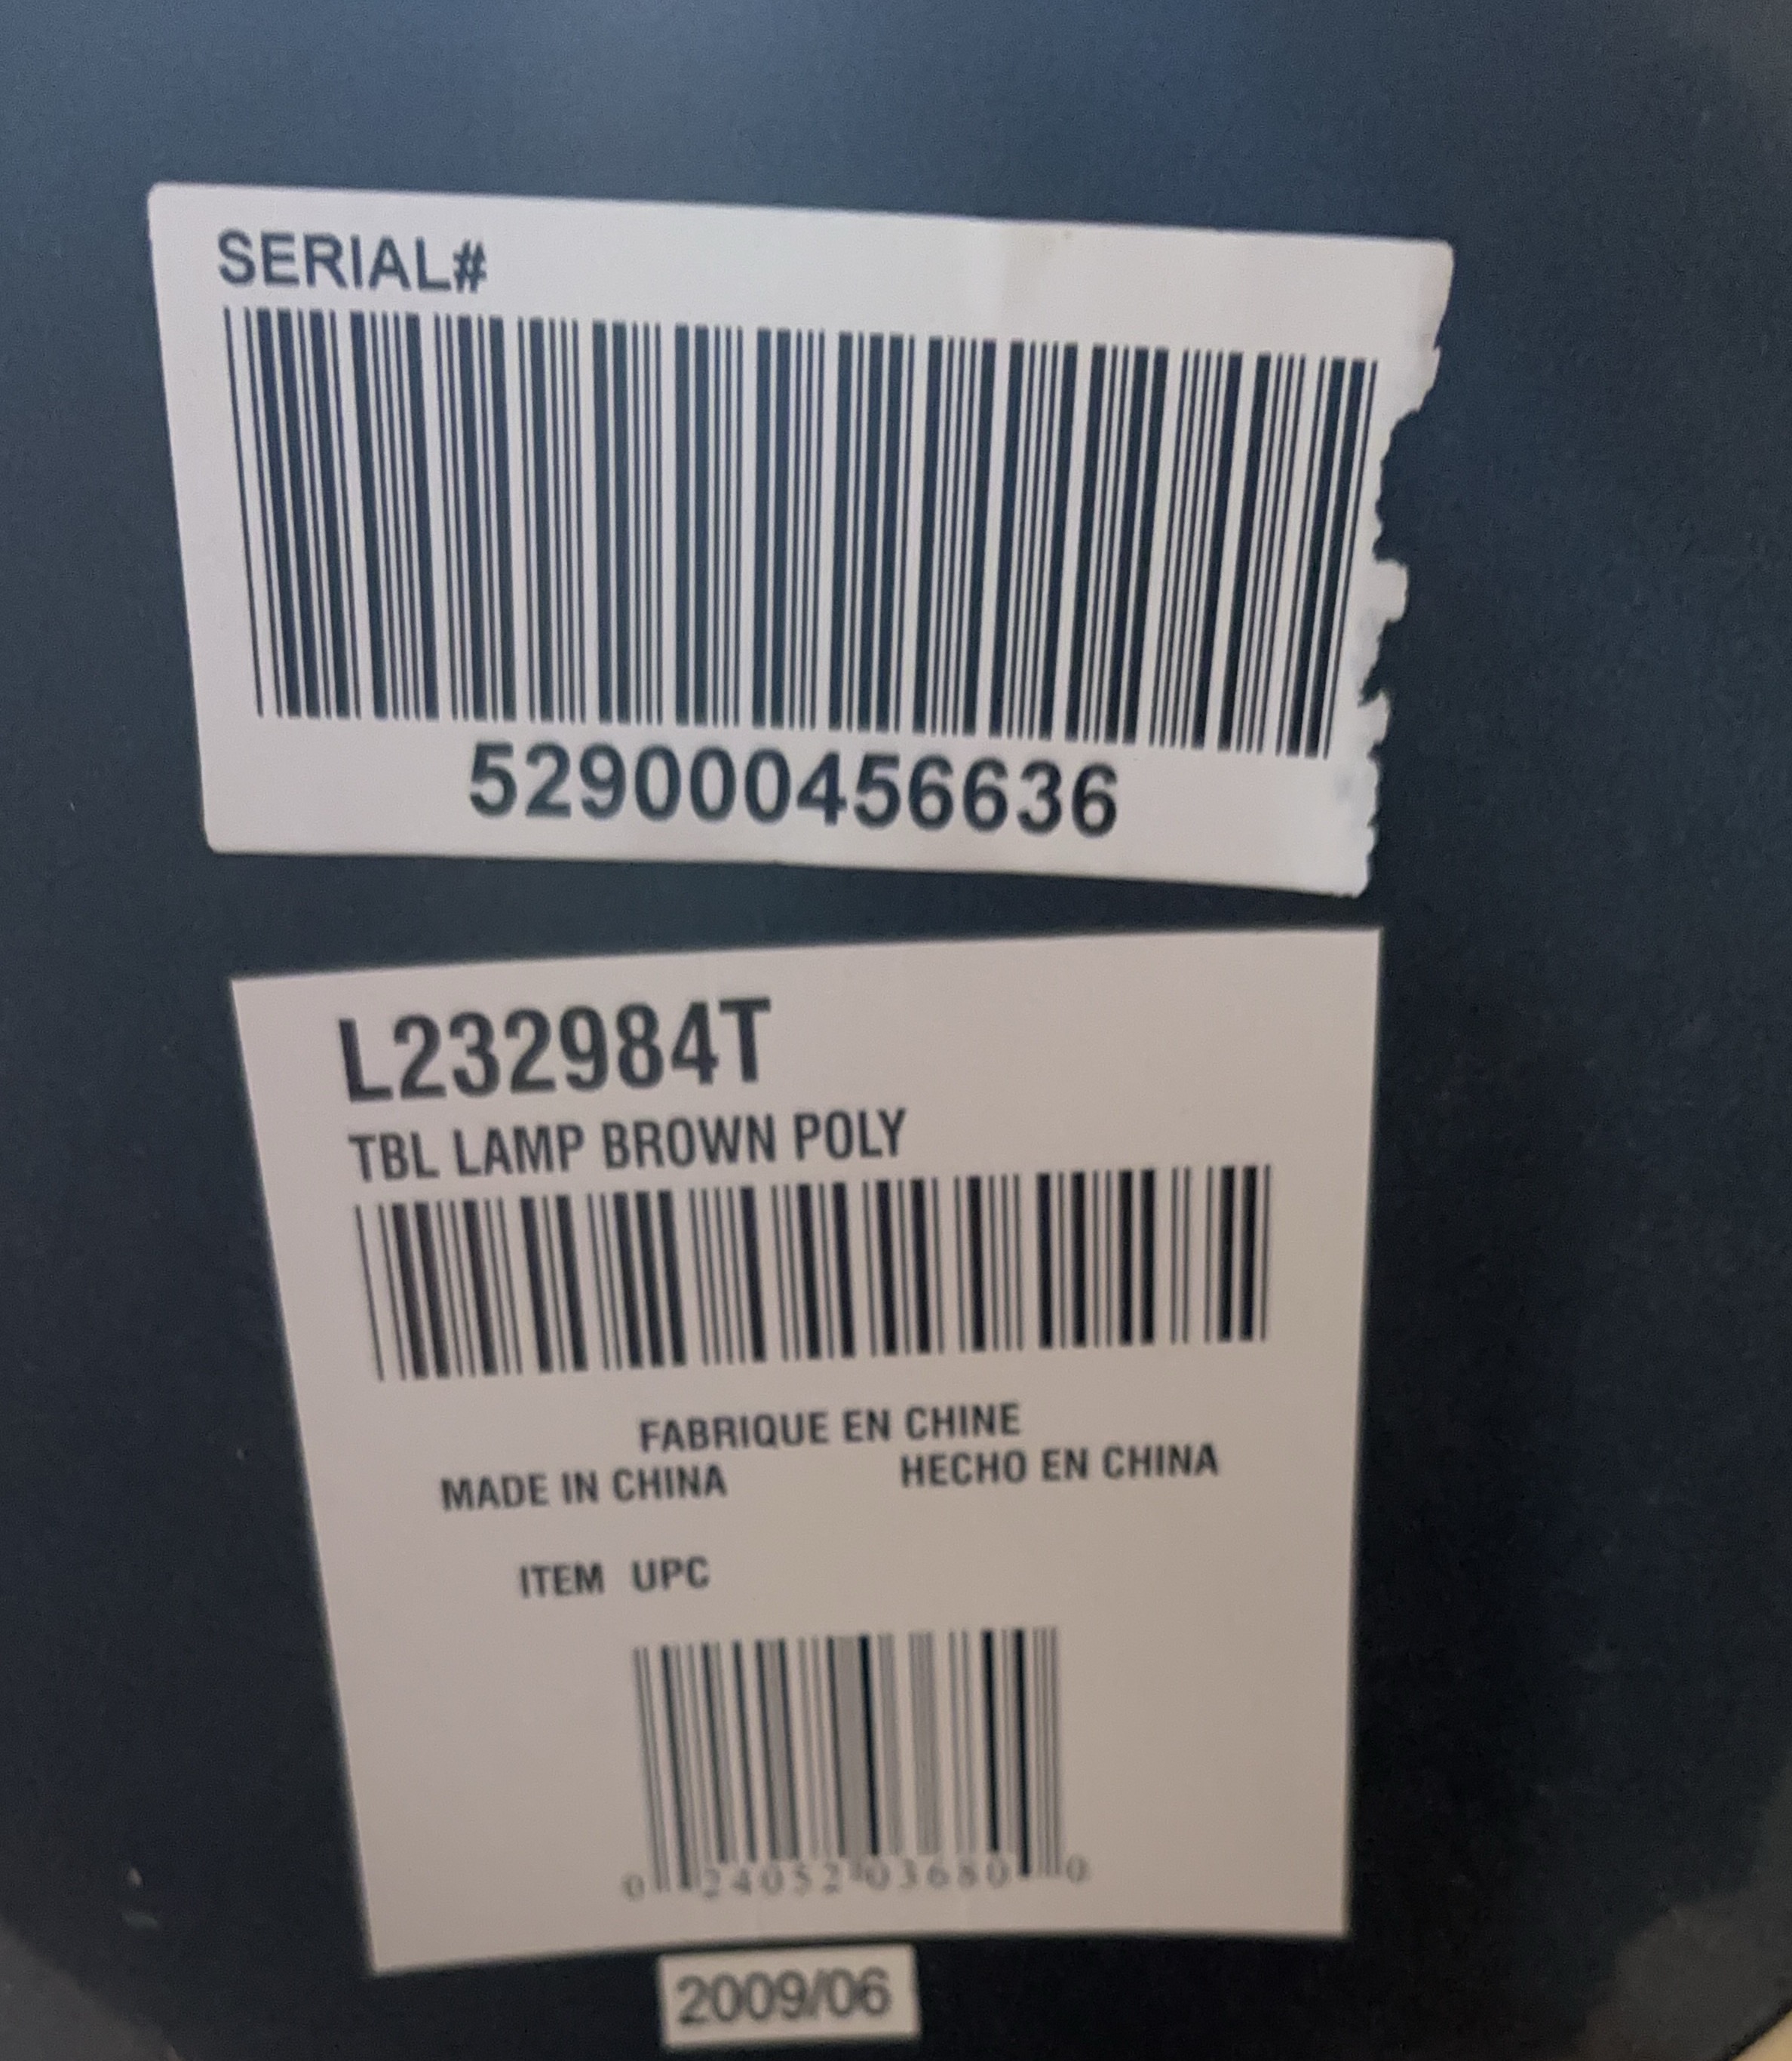 SERIAL#
529000456636
L232984T
TBL LAMP BROWN POLY
FABRIQUE EN CHINE
MADE IN CHINA HECHO EN CHINA
ITEM UPC
0 24052 03680 0
2009/06